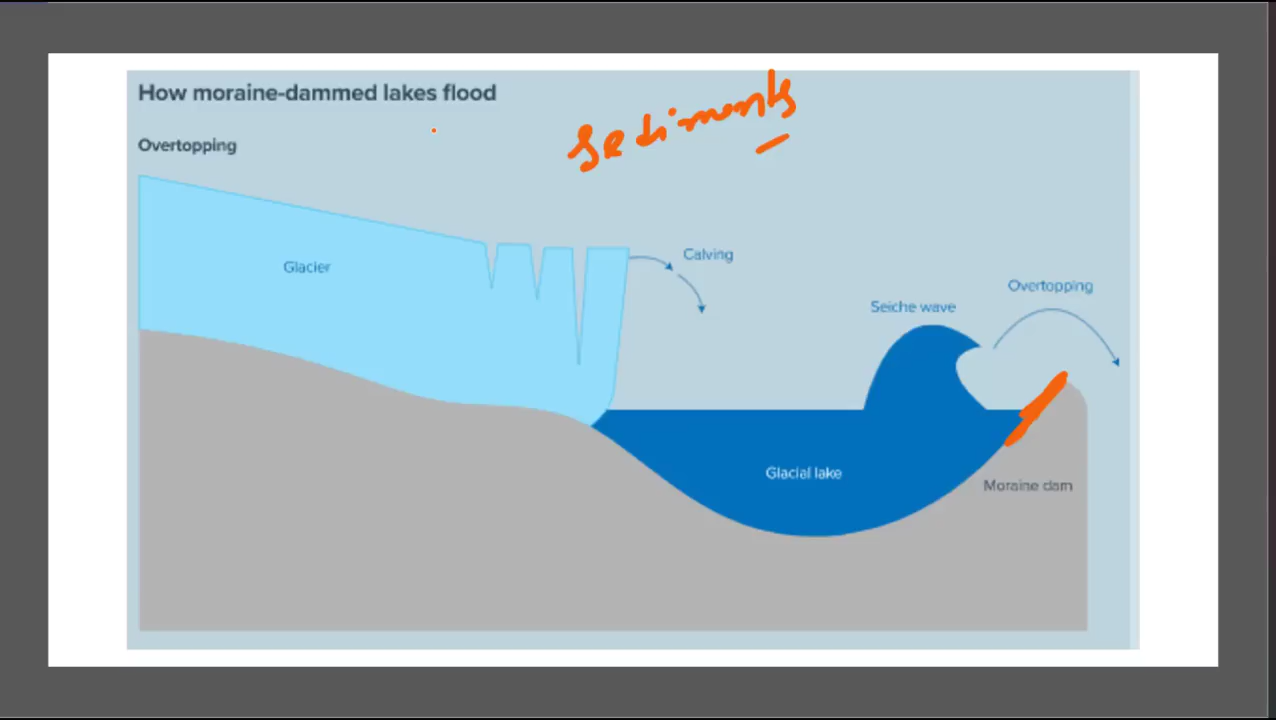 How moraine-dammed lakes flood
Sediments
Overtopping
Calving
Glacier
Overtopping
Seiche wave
Glacial lake
Moraine dam